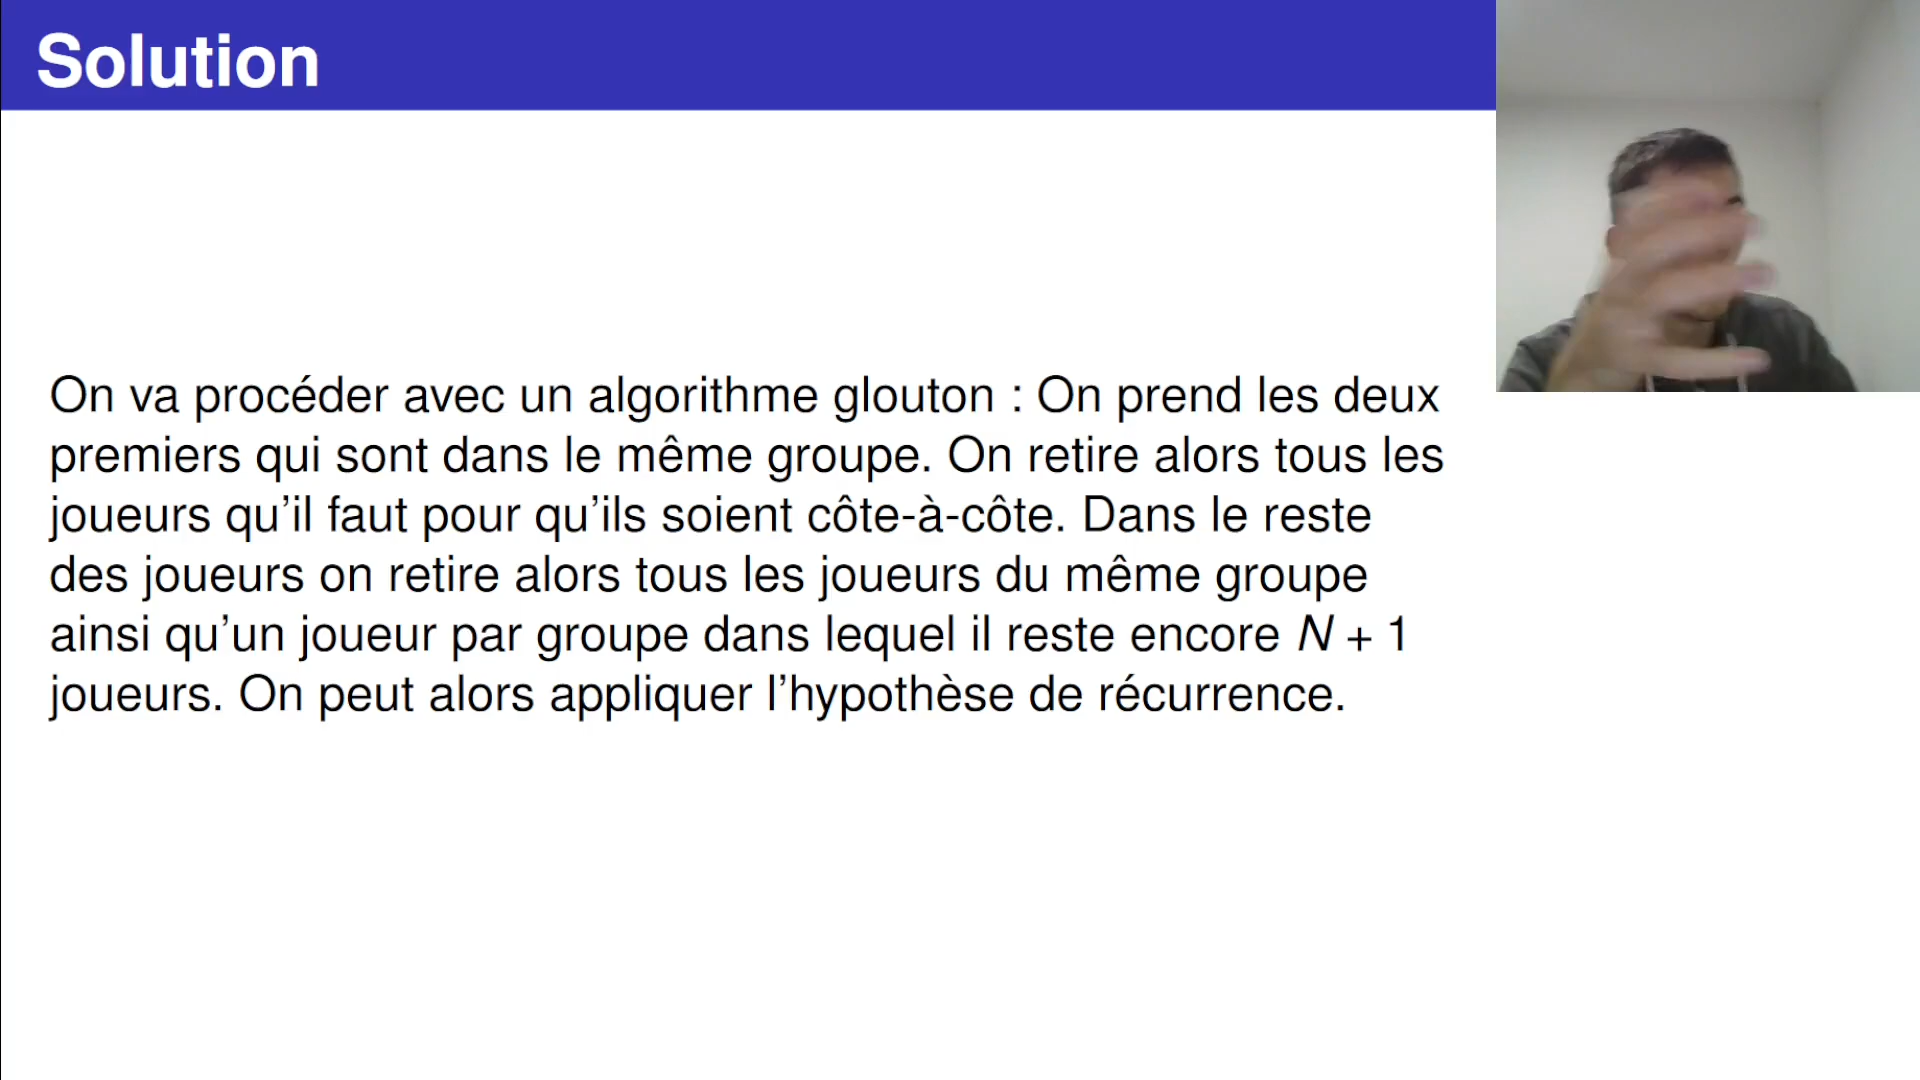 Solution
On va procéder avec un algorithme glouton : On prend les deux
premiers qui sont dans le même groupe. On retire alors tous les
joueurs qu'il faut pour qu'ils soient côte-à-côte. Dans le reste
des joueurs on retire alors tous les joueurs du même groupe
ainsi qu'un joueur par groupe dans lequel il reste encore N + 1
joueurs. On peut alors appliquer l'hypothèse de récurrence.